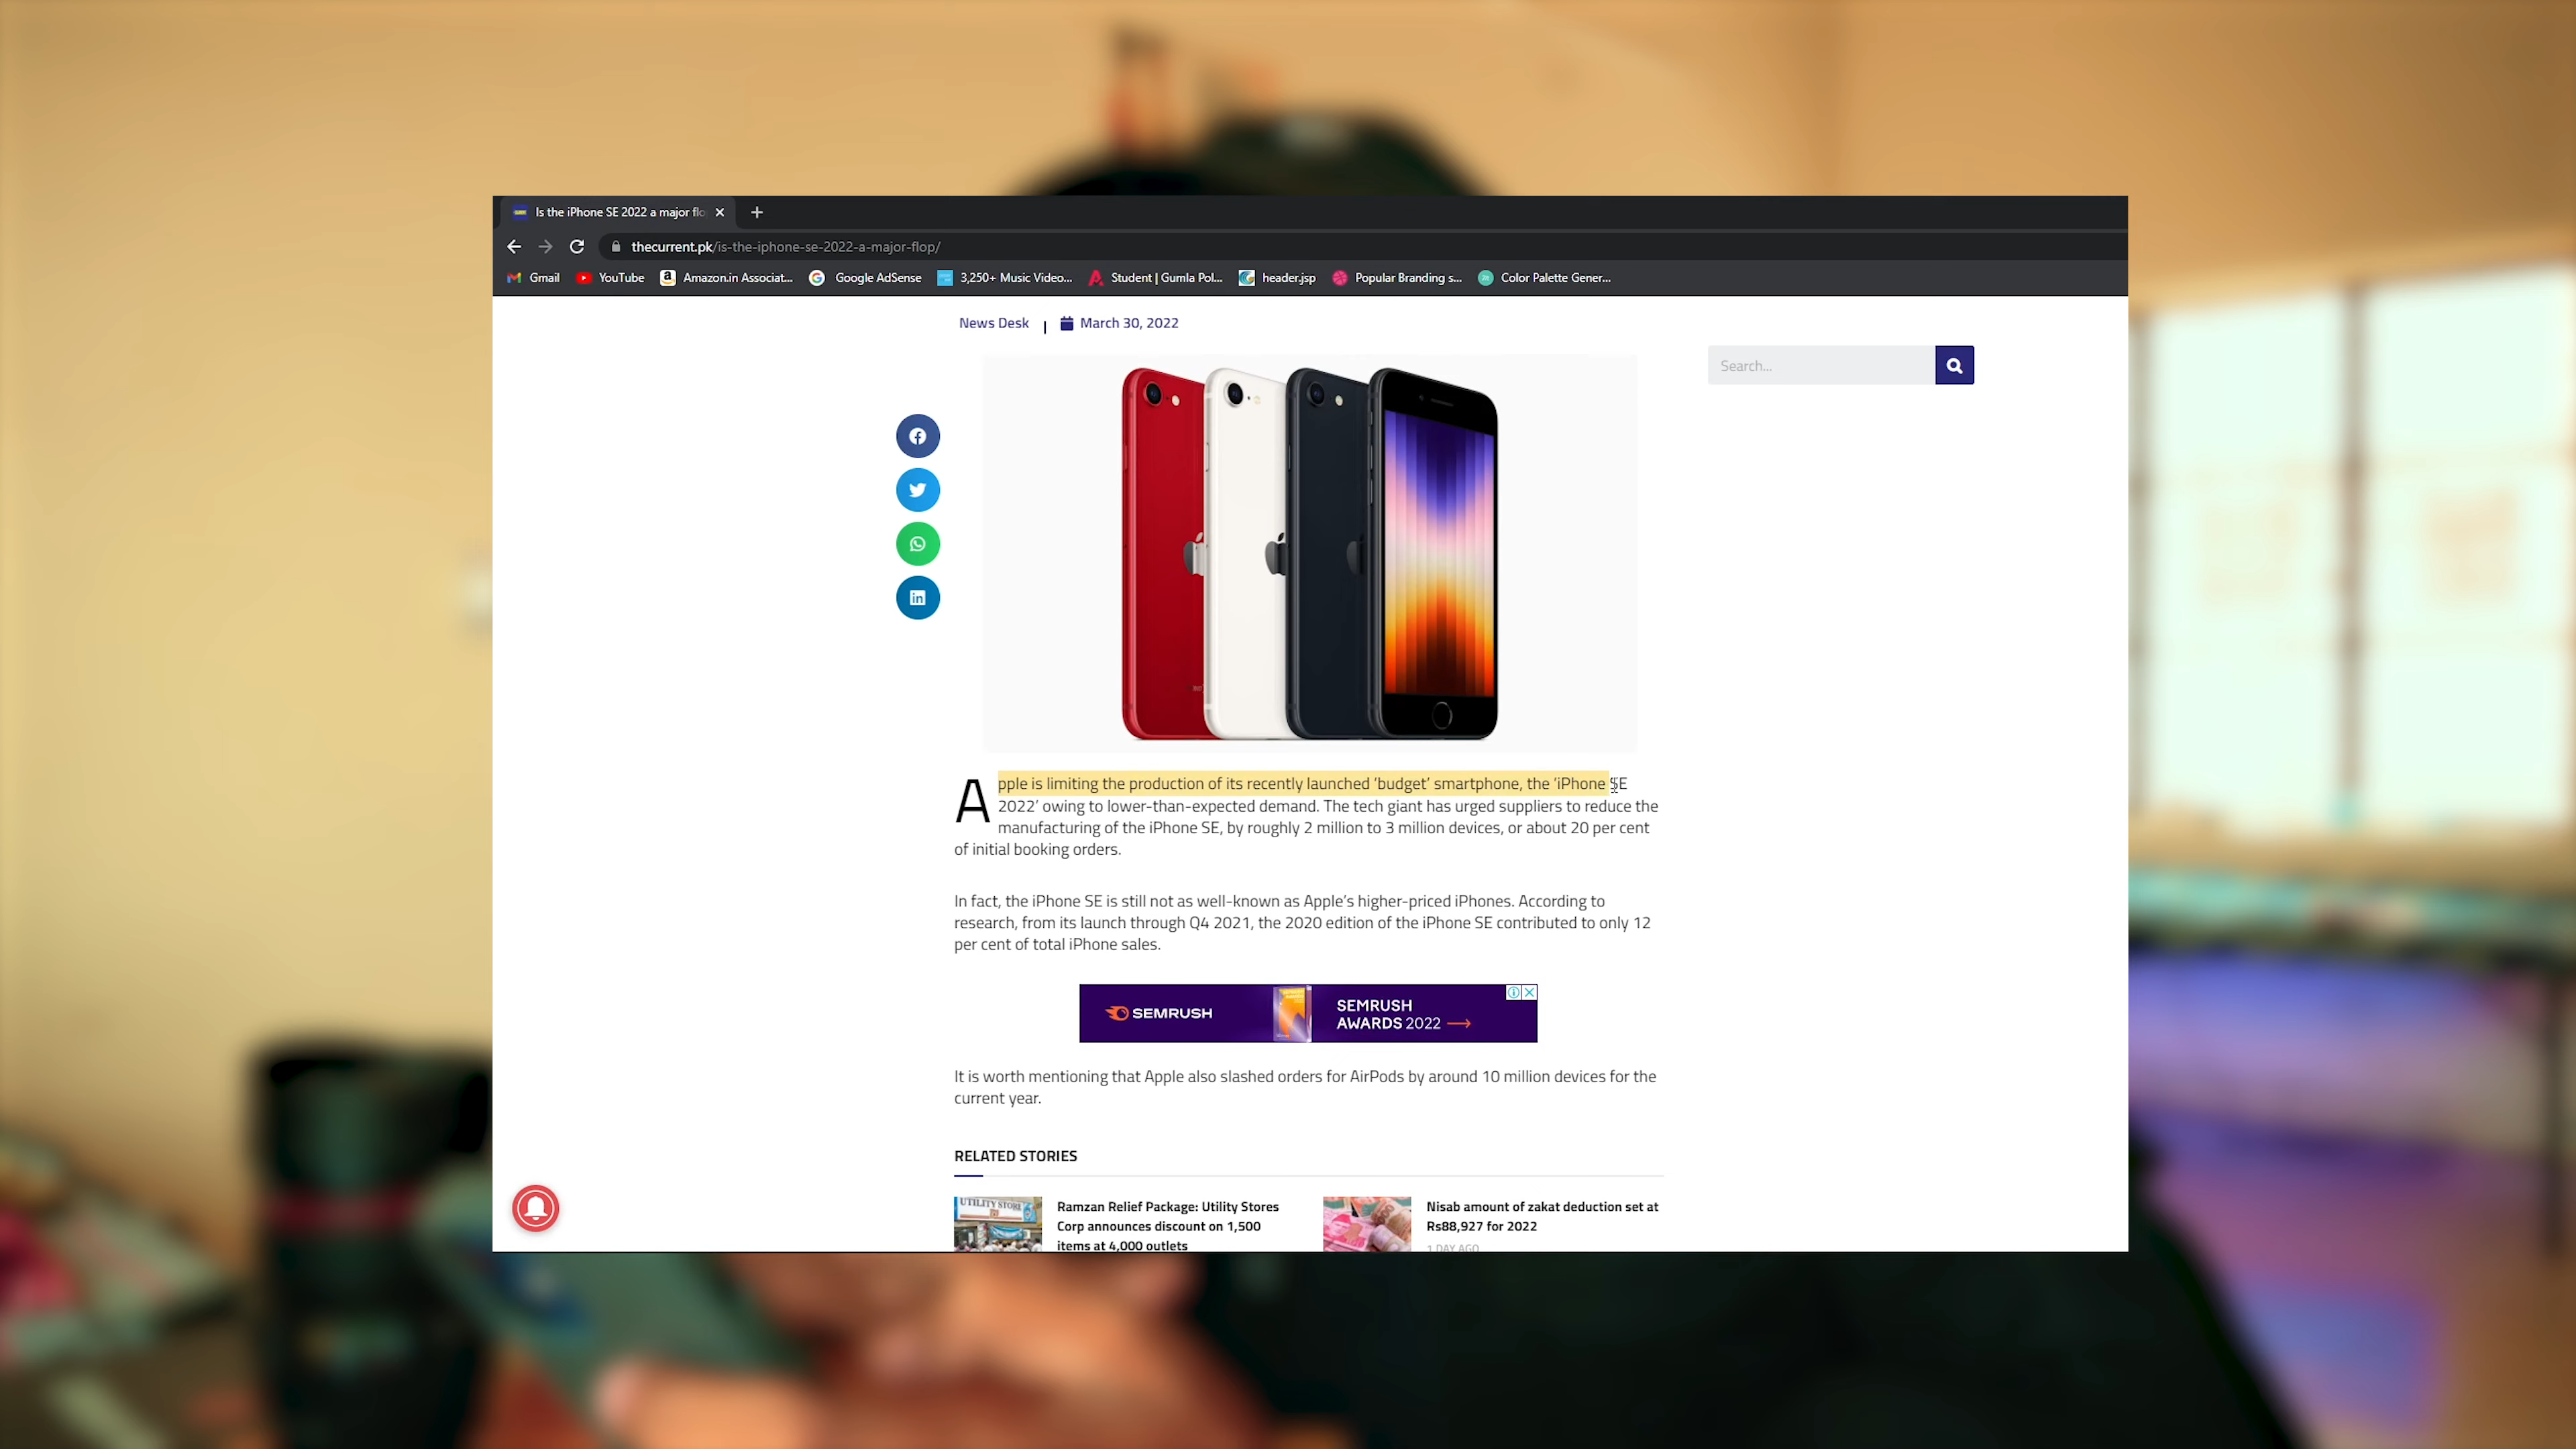 Is the iPhone SE 2022 a major flo
thecurrent.pk/is-the-iphone-se-2022-a-major-flop/
Gmail YouTube Amazon.in Associat... Google AdSense 3,250+ Music Video... Student | Gumla Pol... header.jsp Popular Branding s... Color Palette Gener...
News Desk | March 30, 2022
Search...
Apple is limiting the production of its recently launched ‘budget’ smartphone, the ‘iPhone SE
2022’ owing to lower-than-expected demand. The tech giant has urged suppliers to reduce the
manufacturing of the iPhone SE, by roughly 2 million to 3 million devices, or about 20 per cent
of initial booking orders.
In fact, the iPhone SE is still not as well-known as Apple’s higher-priced iPhones. According to
research, from its launch through Q4 2021, the 2020 edition of the iPhone SE contributed to only 12
per cent of total iPhone sales.
SEMRUSH
SEMRUSH
AWARDS 2022
It is worth mentioning that Apple also slashed orders for AirPods by around 10 million devices for the
current year.
RELATED STORIES
UTILITY STORE
Ramzan Relief Package: Utility Stores
Corp announces discount on 1,500
items at 4,000 outlets
Nisab amount of zakat deduction set at
Rs88,927 for 2022
1 DAY AGO